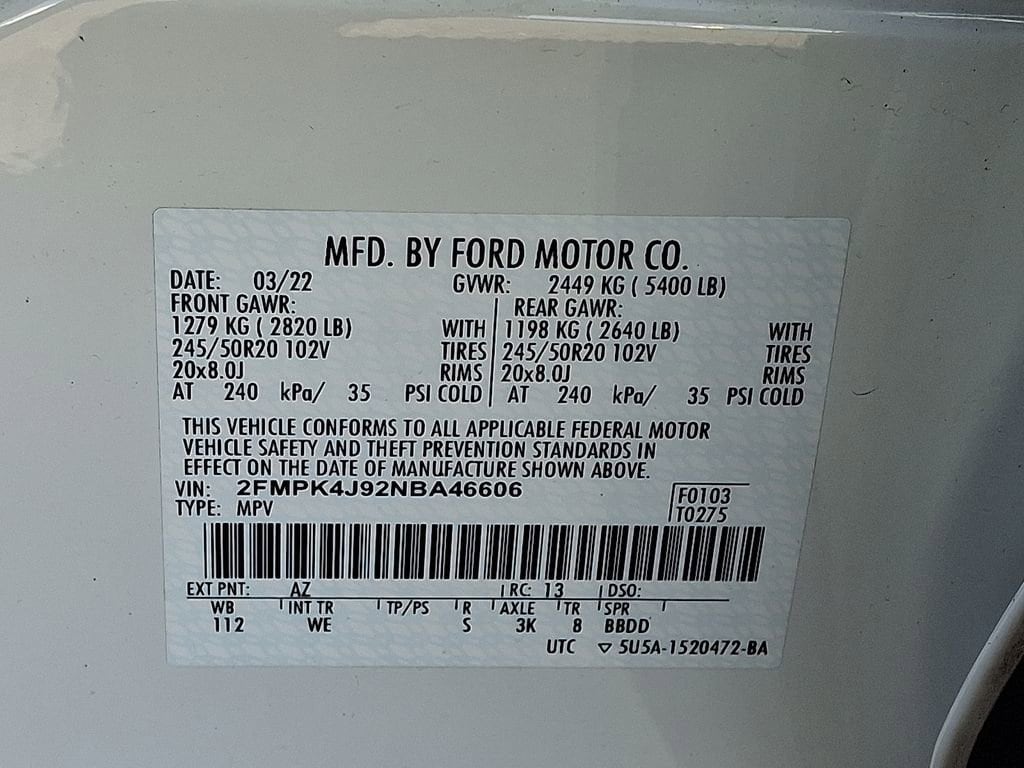 MFD. BY FORD MOTOR CO.
DATE: 03/22 GVWR: 2449 KG ( 5400 LB)
FRONT GAWR: REAR GAWR:
1279 KG ( 2820 LB) WITH 1198 KG ( 2640 LB) WITH
245/50R20 102V TIRES 245/50R20 102V TIRES
20x8.0J RIMS 20x8.0J RIMS
AT 240 kPa/ 35 PSI COLD AT 240 kPa/ 35 PSI COLD
THIS VEHICLE CONFORMS TO ALL APPLICABLE FEDERAL MOTOR
VEHICLE SAFETY AND THEFT PREVENTION STANDARDS IN
EFFECT ON THE DATE OF MANUFACTURE SHOWN ABOVE.
VIN: 2FMPK4J92NBA46606 F0103
TYPE: MPV T0275
EXT PNT: AZ RC: 13 DSO:
WB INT TR TP/PS R AXLE TR SPR
112 WE S 3K 8 BBDD
UTC ▽ 5U5A-1520472-BA